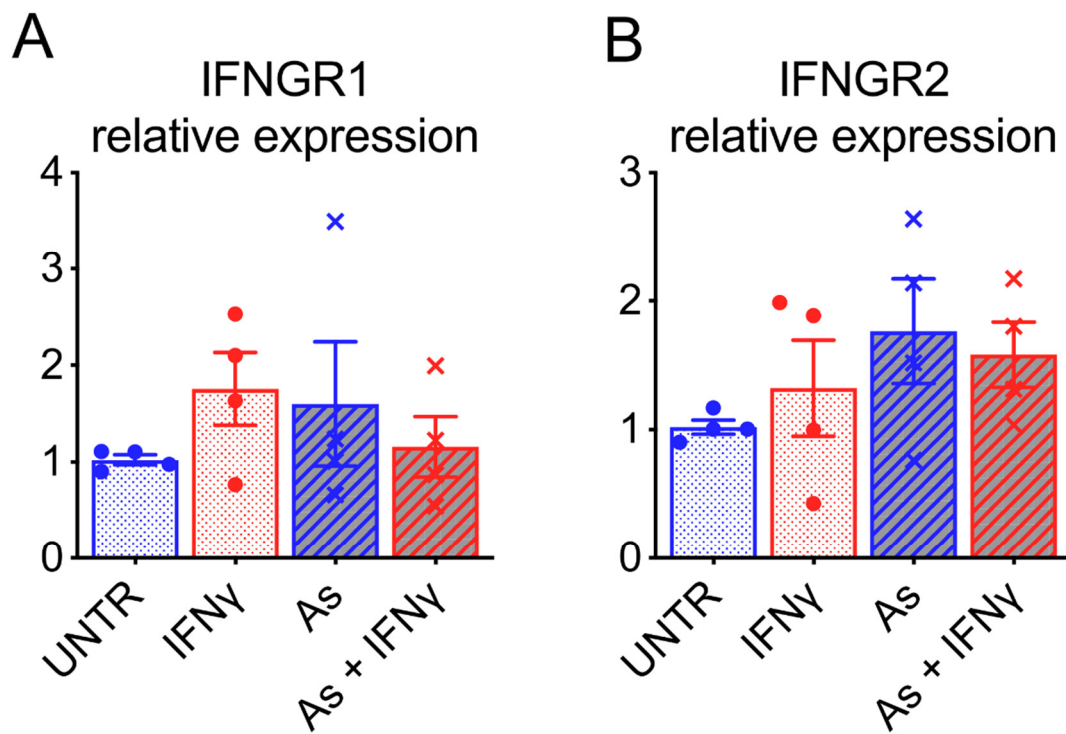 A
IFNGR1
relative expression
4
3
2
1
0
UNTR
IFNγ
As
As + IFNγ
B
IFNGR2
relative expression
3
2
1
0
UNTR
IFNγ
As
As + IFNγ